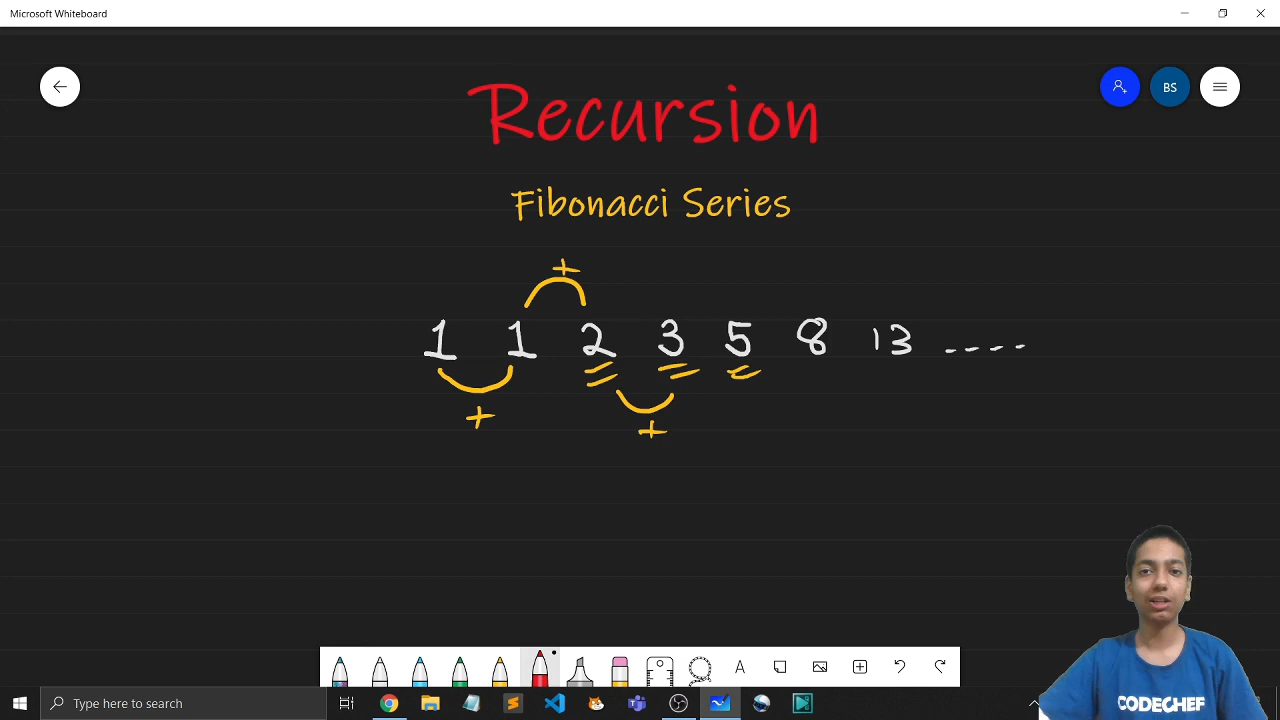 Microsoft Whiteboard
BS
Recursion
Fibonacci Series
+
1 1 2 3 5 8 13 ----
+
+
A
Type here to search
CODECHEF